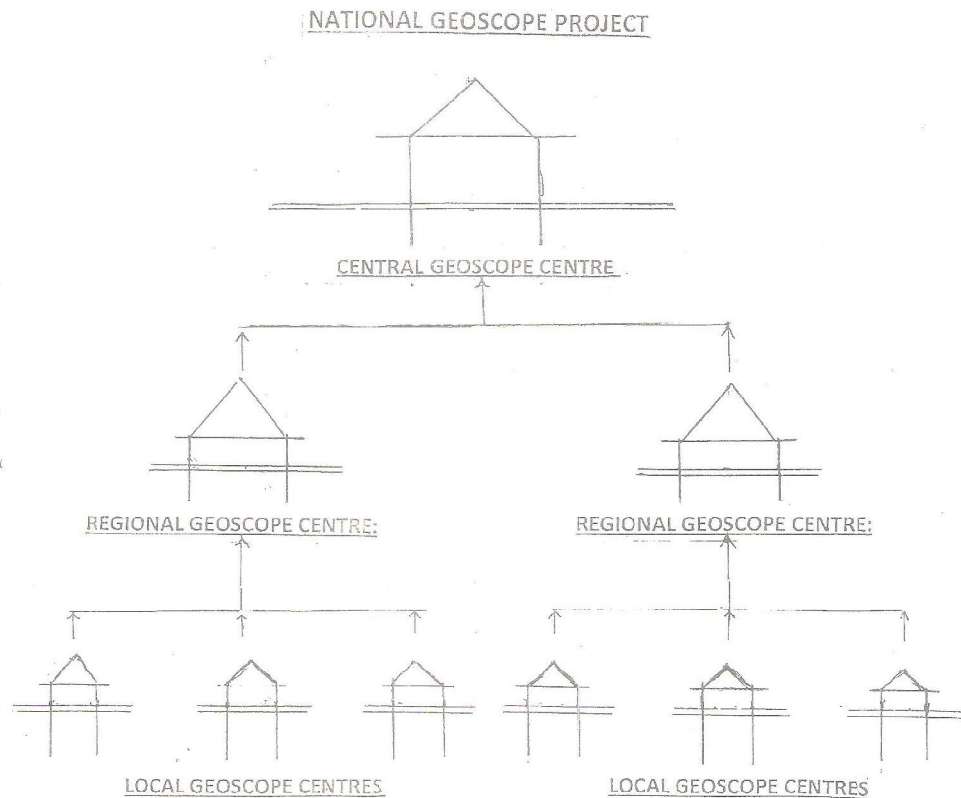 NATIONAL GEOSCOPE PROJECT
CENTRAL GEOSCOPE CENTRE
REGIONAL GEOSCOPE CENTRE:
REGIONAL GEOSCOPE CENTRE:
LOCAL GEOSCOPE CENTRES
LOCAL GEOSCOPE CENTRES